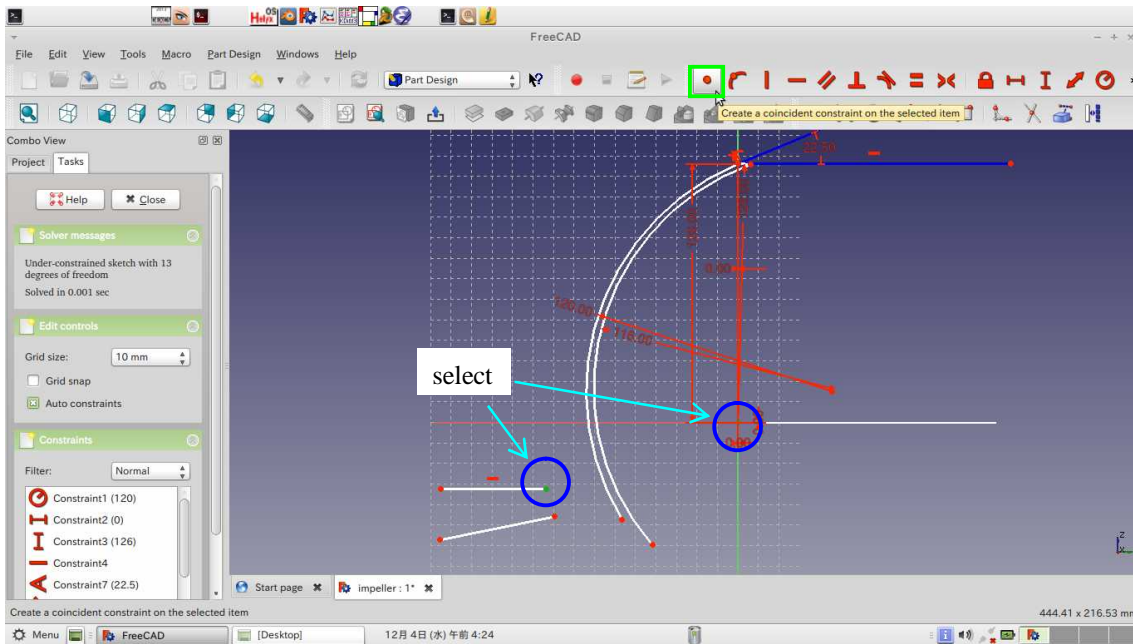 FreeCAD
File Edit View Tools Macro Part Design Windows Help
Part Design
Create a coincident constraint on the selected item
Combo View
Project Tasks
Help Close
Solver messages
Under-constrained sketch with 13
degrees of freedom
Solved in 0.001 sec
Edit controls
Grid size: 10 mm
Grid snap
Auto constraints
Constraints
Filter: Normal
Constraint1 (120)
Constraint2 (0)
Constraint3 (126)
Constraint4
Constraint7 (22.5)
22.50
0.00
120.00
118.00
select
0.00
z
x
Start page impeller : 1*
Create a coincident constraint on the selected item 444.41 x 216.53 mm
Menu FreeCAD [Desktop] 12月 4日 (水) 午前 4:24